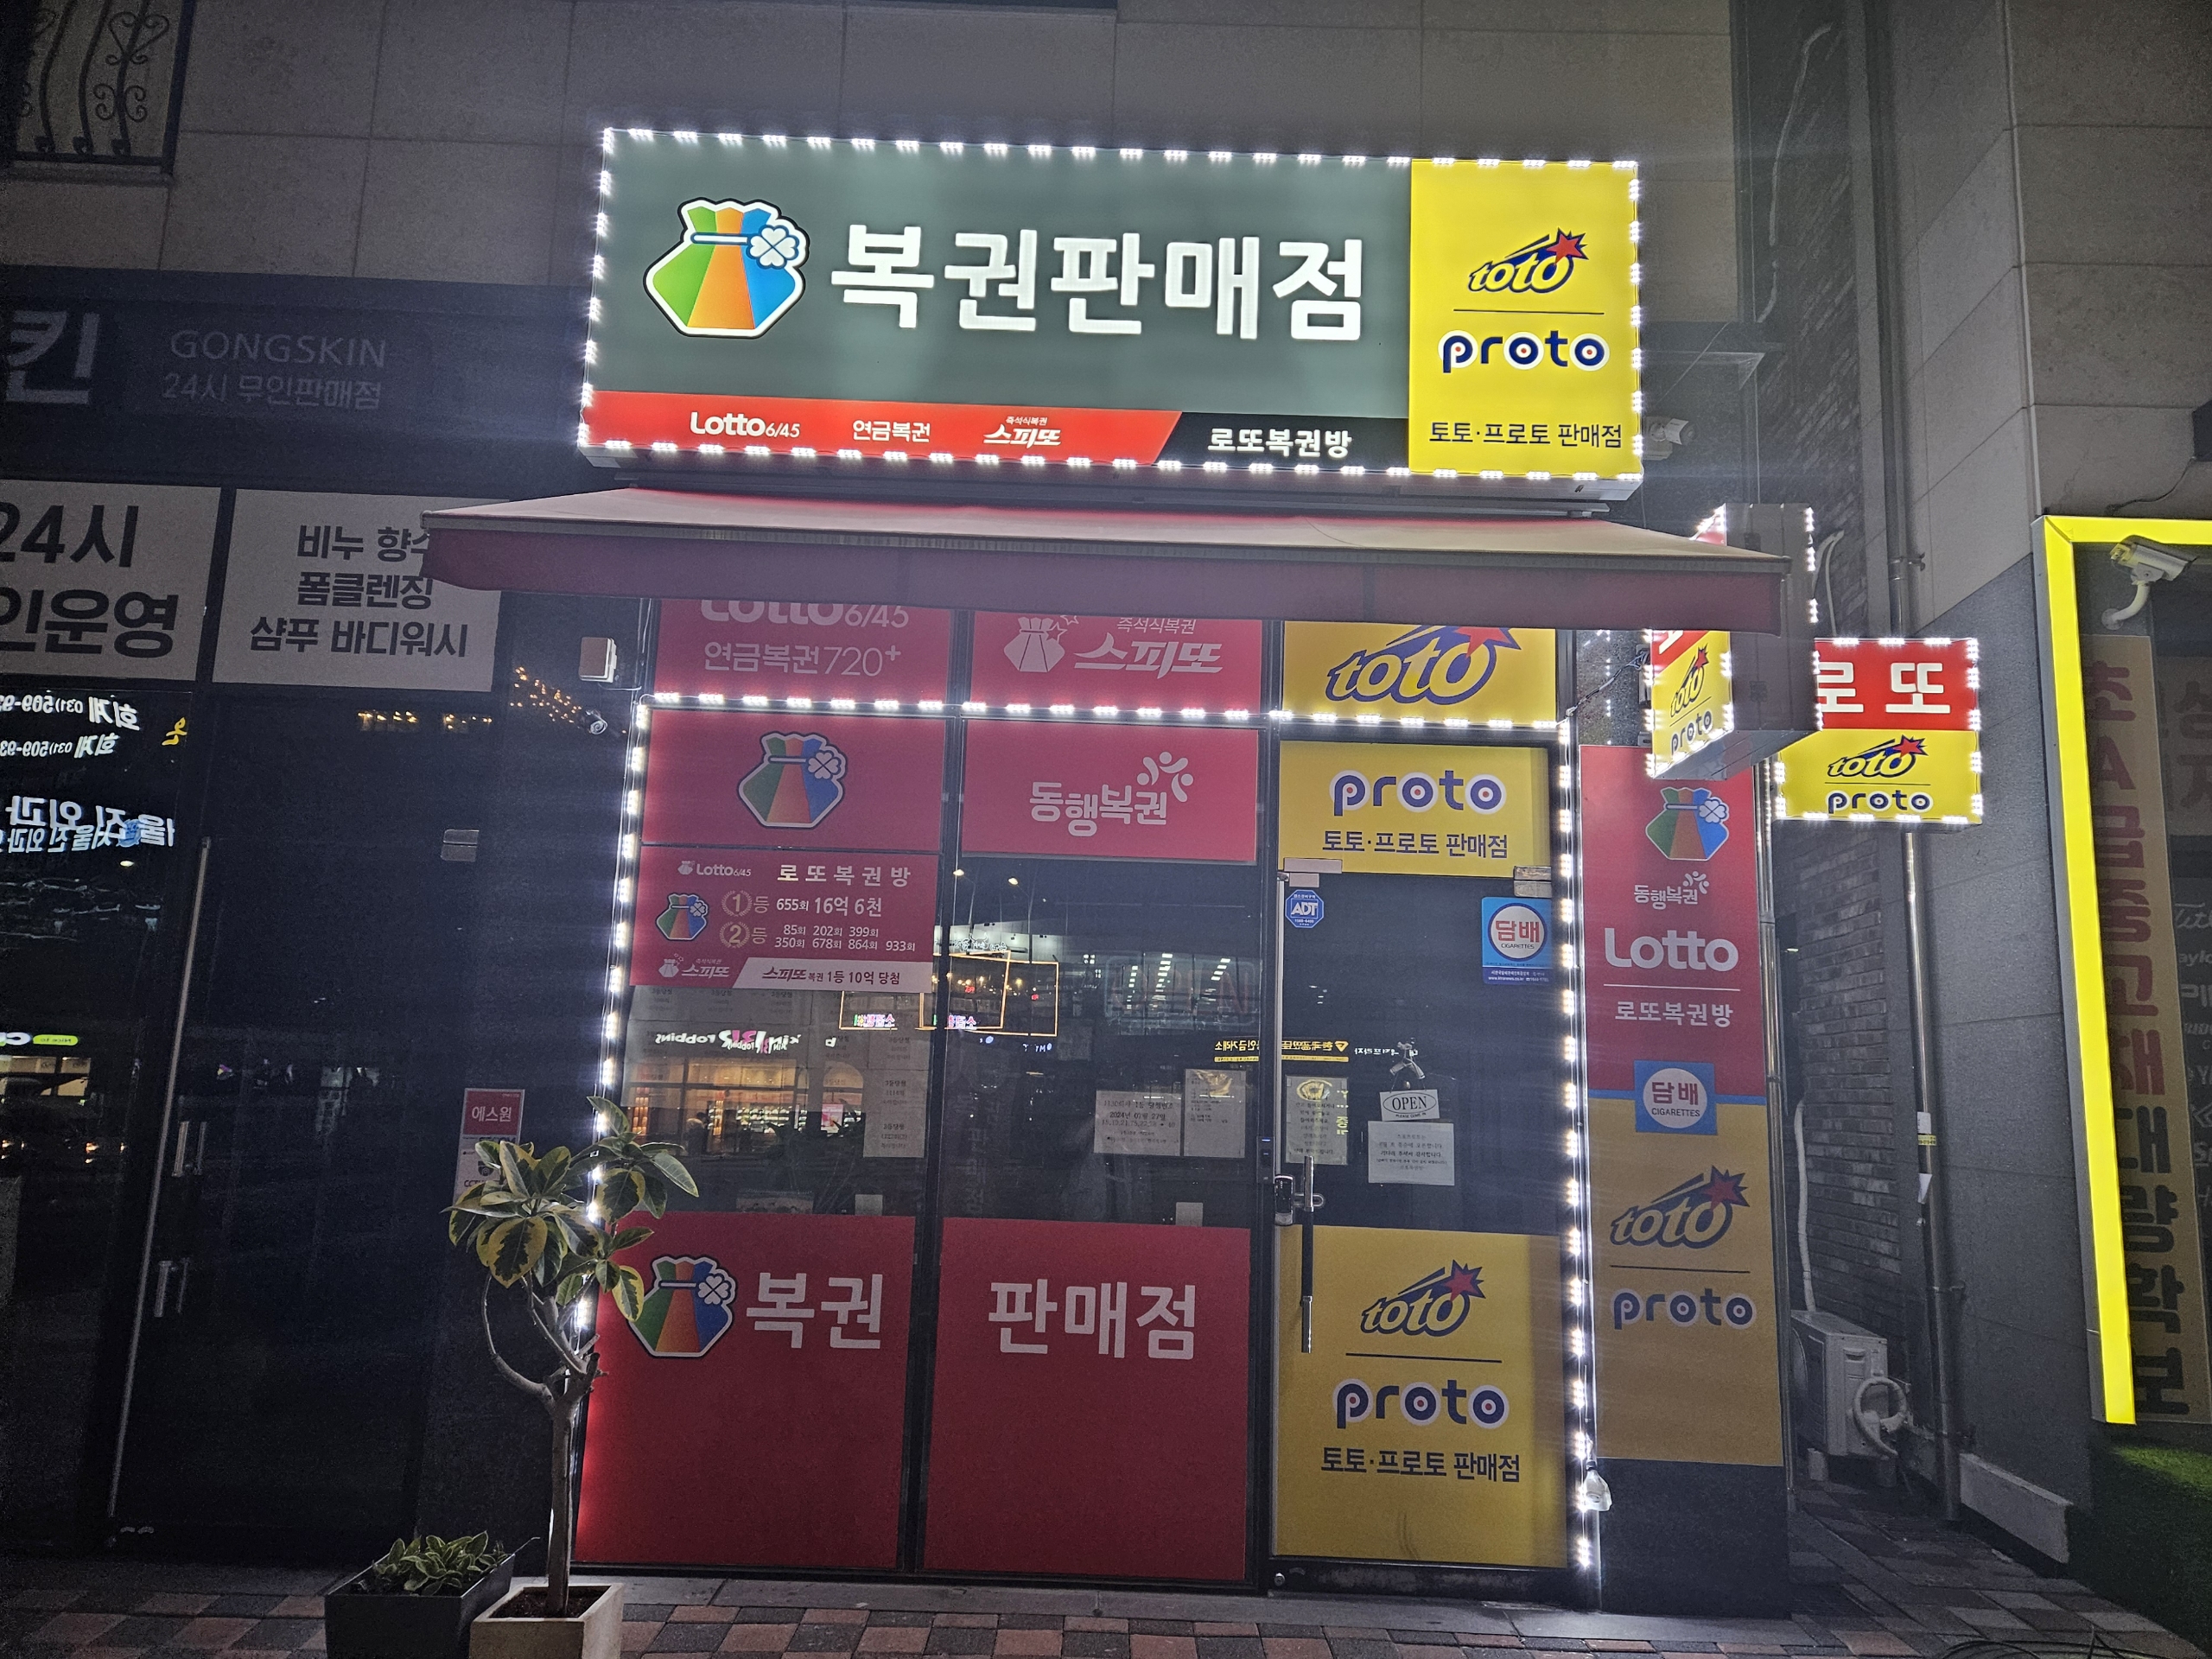 복권판매점
toto
proto
토토·프로토 판매점
Lotto6/45
연금복권
즉석식복권
스피또
로또복권방
킨
GONGSKIN
24시 무인판매점
24시
인운영
비누 향수
폼클렌징
샴푸 바디워시
Lotto6/45
연금복권720+
즉석식복권
스피또
toto
동행복권
proto
토토·프로토 판매점
toto
proto
로또
toto
proto
Lotto6/45
로또복권방
1등 655회 16억 6천
2등 85회 202회 399회
350회 678회 864회 933회
즉석식복권
스피또
스피또복권 1등 10억 당첨
ADT
담배
CIGARETTES
동행복권
Lotto
로또복권방
담배
CIGARETTES
toto
proto
OPEN
에스원
복권
판매점
toto
proto
토토·프로토 판매점